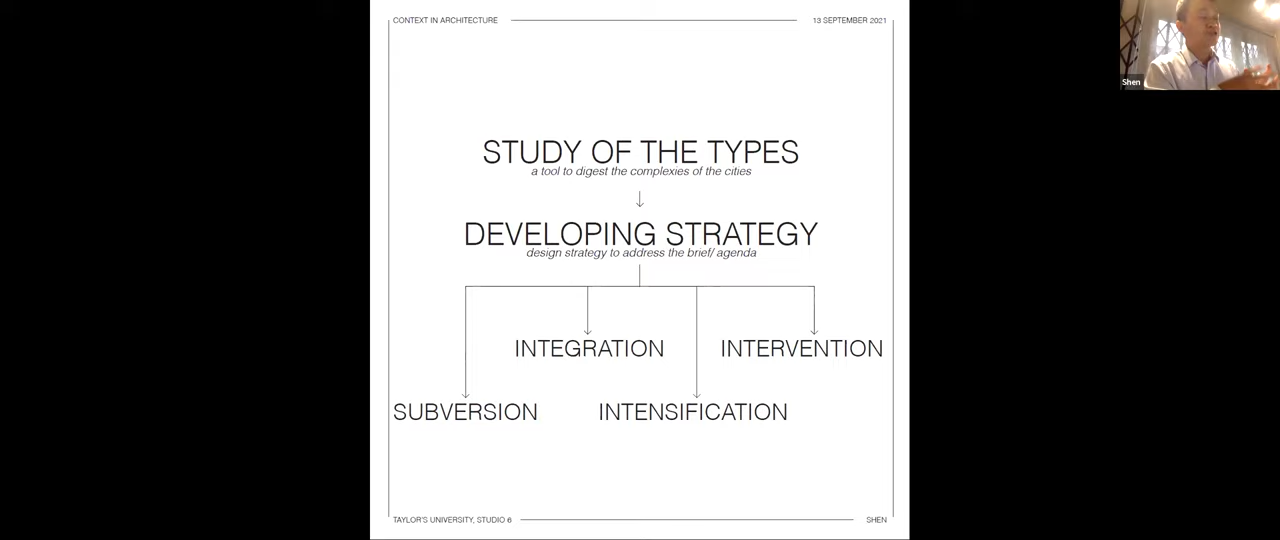 CONTEXT IN ARCHITECTURE
13 SEPTEMBER 2021
Shen
STUDY OF THE TYPES
a tool to digest the complexies of the cities
DEVELOPING STRATEGY
design strategy to address the brief/ agenda
INTEGRATION
INTERVENTION
SUBVERSION
INTENSIFICATION
TAYLOR'S UNIVERSITY, STUDIO 6
SHEN